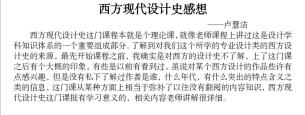 西方现代设计史感想
——卢慧洁
西方现代设计史这门课程本就是个理论课,就像老师课程上讲过这是设计学
科知识体系的一个重要组成部分。了解到对我们这个所学的专业设计类的西方设
计史的来源。最先开始课程之前,我确实是对西方的设计史不了解,上了这门课
之后有个大概的印象,有些是以前有看到过,虽说对某个西方设计的作品是许有
点感兴趣,但是没有私下了解过作者是谁,什么年代,有什么突出的特点含义之
类的信息,这门课从某种方面上相当于弥补了以往没有翻阅的内容知识,西方现
代设计史这门课挺有学习意义的,相关内容老师讲解很详细。